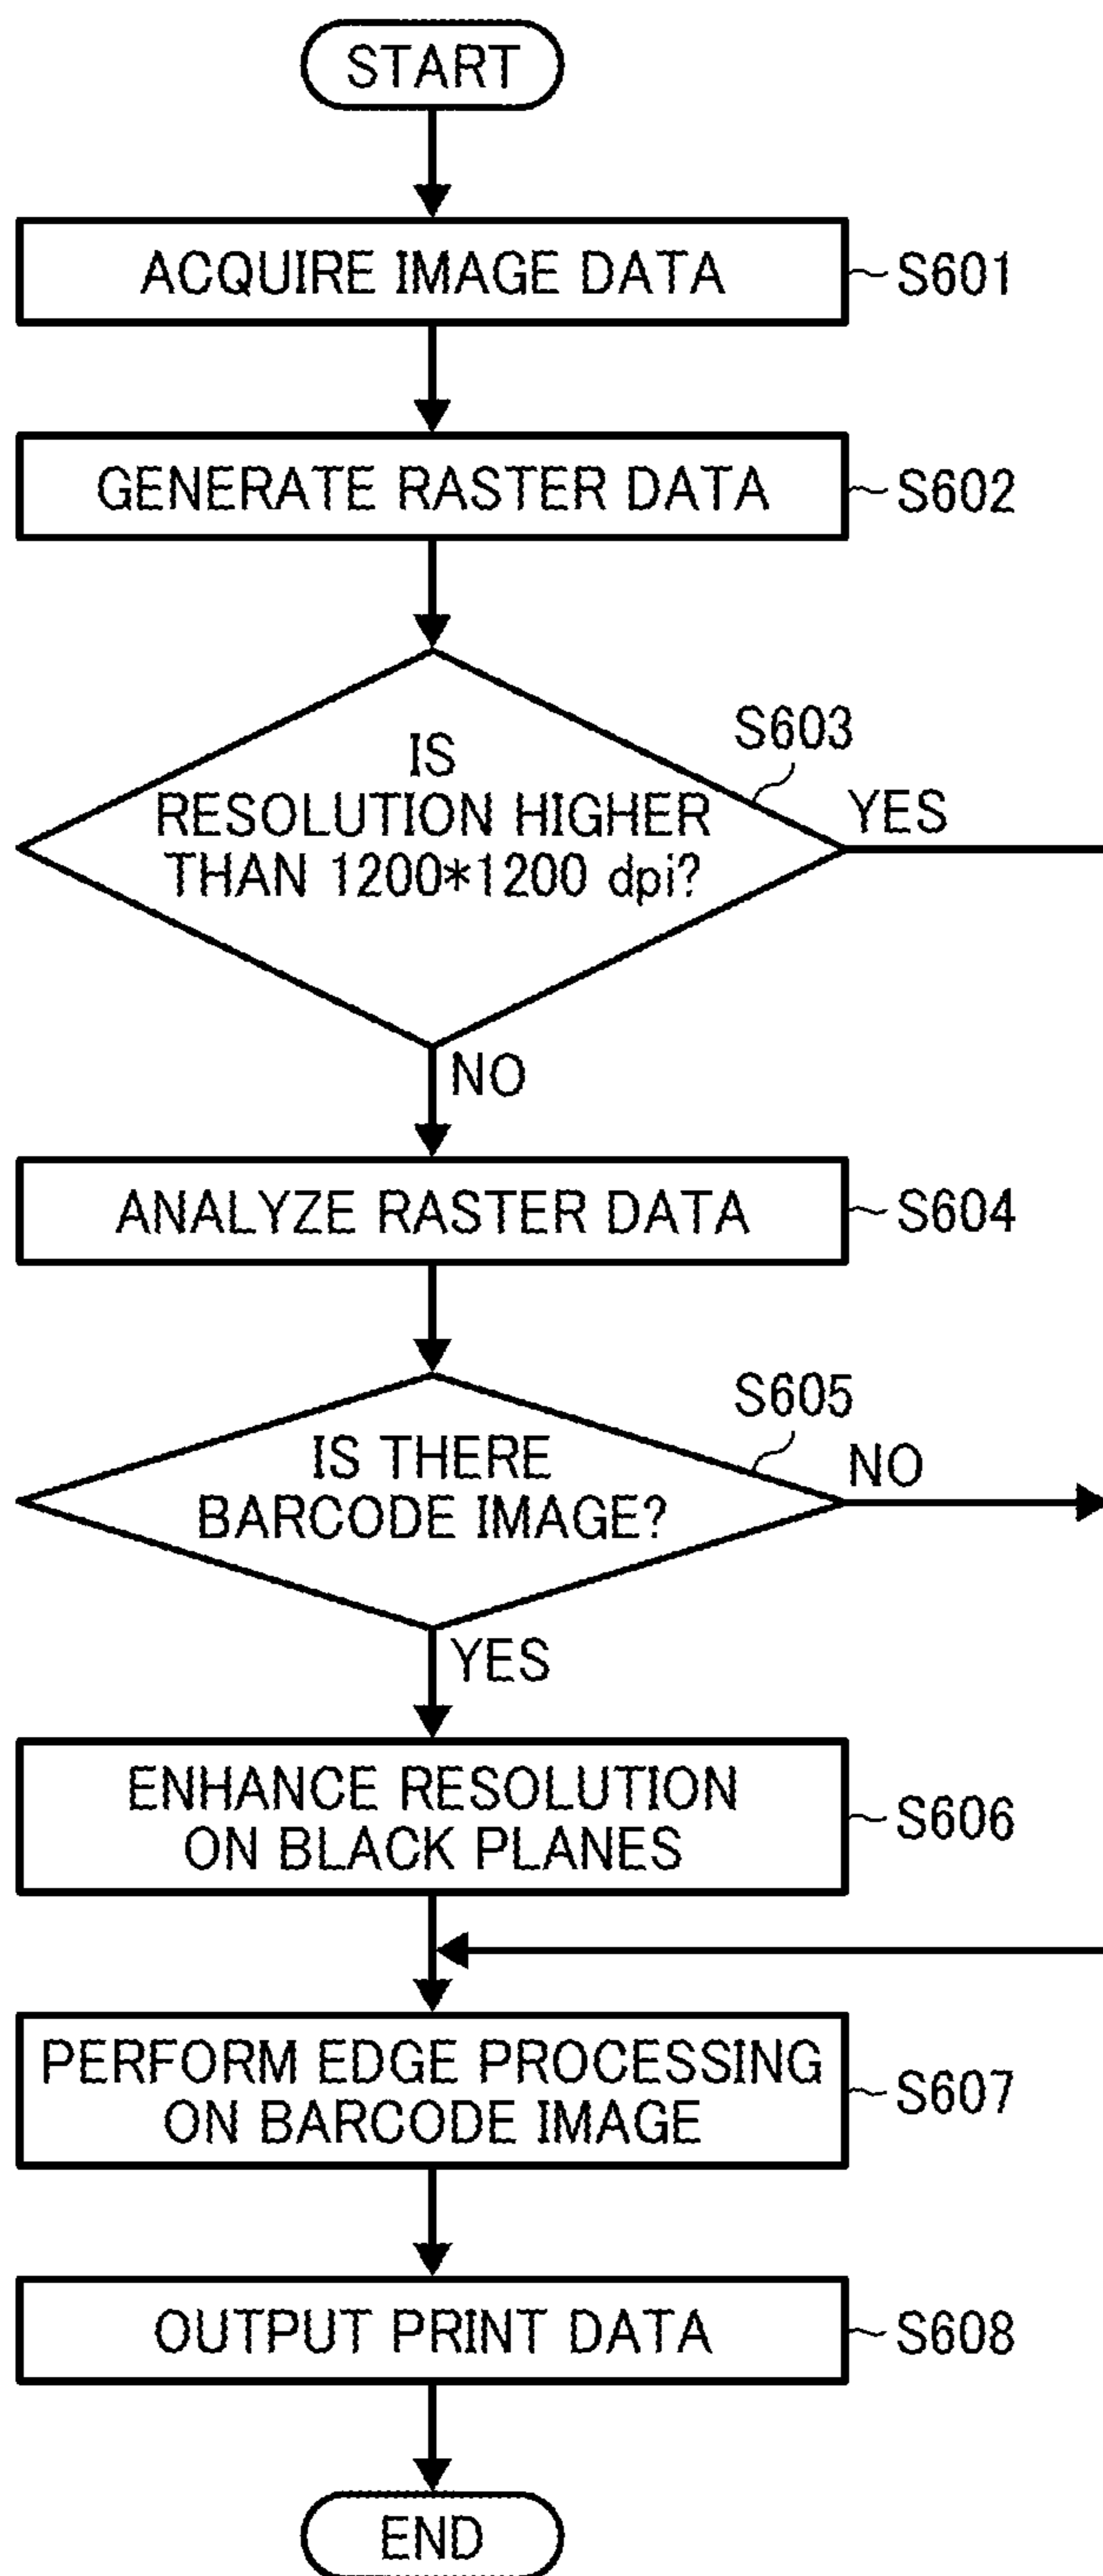 START
ACQUIRE IMAGE DATA
S601
GENERATE RASTER DATA
S602
IS
RESOLUTION HIGHER
THAN 1200*1200 dpi?
S603
YES
NO
ANALYZE RASTER DATA
S604
IS THERE
BARCODE IMAGE?
S605
NO
YES
ENHANCE RESOLUTION
ON BLACK PLANES
S606
PERFORM EDGE PROCESSING
ON BARCODE IMAGE
S607
OUTPUT PRINT DATA
S608
END